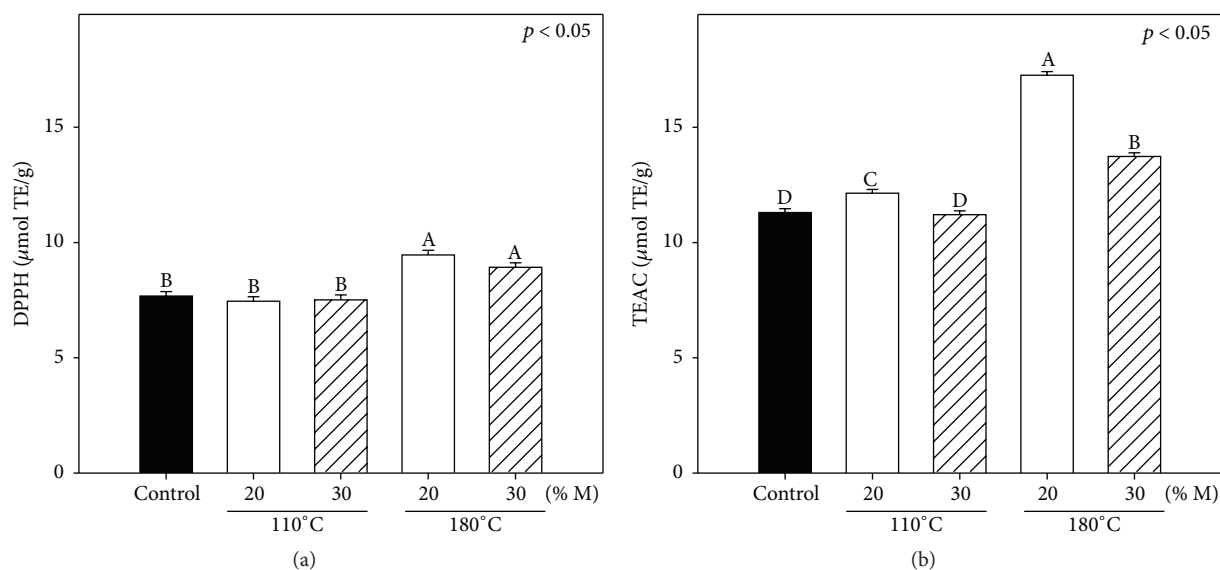 p < 0.05
DPPH (μmol TE/g)
15
10
5
0
B
B
B
A
A
Control
20
30
20
30
(% M)
110˚C
180˚C
(a)
p < 0.05
TEAC (μmol TE/g)
15
10
5
0
D
C
D
A
B
Control
20
30
20
30
(% M)
110˚C
180˚C
(b)